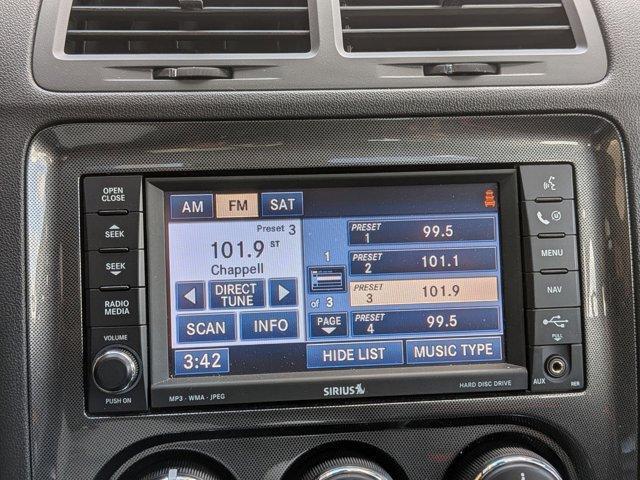 OPEN
CLOSE
SEEK
SEEK
RADIO
MEDIA
VOLUME
PUSH ON
AM FM SAT
Preset 3
101.9 ST
Chappell
DIRECT
TUNE
SCAN INFO
3:42
1
of 3
PAGE
PRESET
1 99.5
PRESET
2 101.1
PRESET
3 101.9
PRESET
4 99.5
HIDE LIST MUSIC TYPE
MP3 - WMA - JPEG
SIRIUS
HARD DISC DRIVE
MENU
NAV
PULL
AUX
RER